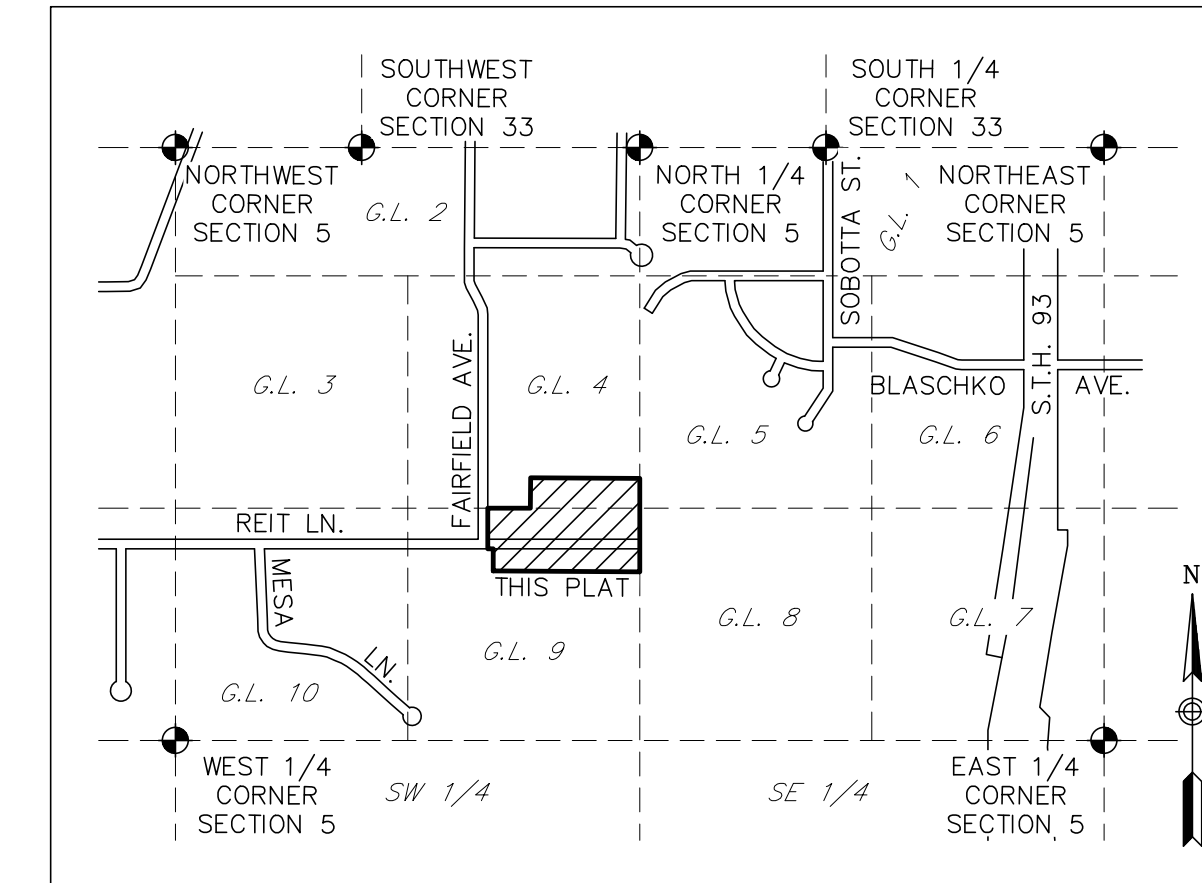 SOUTHWEST
CORNER
SECTION 33
SOUTH 1/4
CORNER
SECTION 33
NORTHWEST
CORNER
SECTION 5
G.L. 2
NORTH 1/4
CORNER
SECTION 5
SOBOTTA ST.
G.L. 1
NORTHEAST
CORNER
SECTION 5
S.T.H. 93
G.L. 3
FAIRFIELD AVE.
G.L. 4
BLASCHKO AVE.
G.L. 5
G.L. 6
REIT LN.
THIS PLAT
MESA LN.
G.L. 8
G.L. 7
N
G.L. 9
G.L. 10
WEST 1/4
CORNER
SECTION 5
SW 1/4
SE 1/4
EAST 1/4
CORNER
SECTION 5